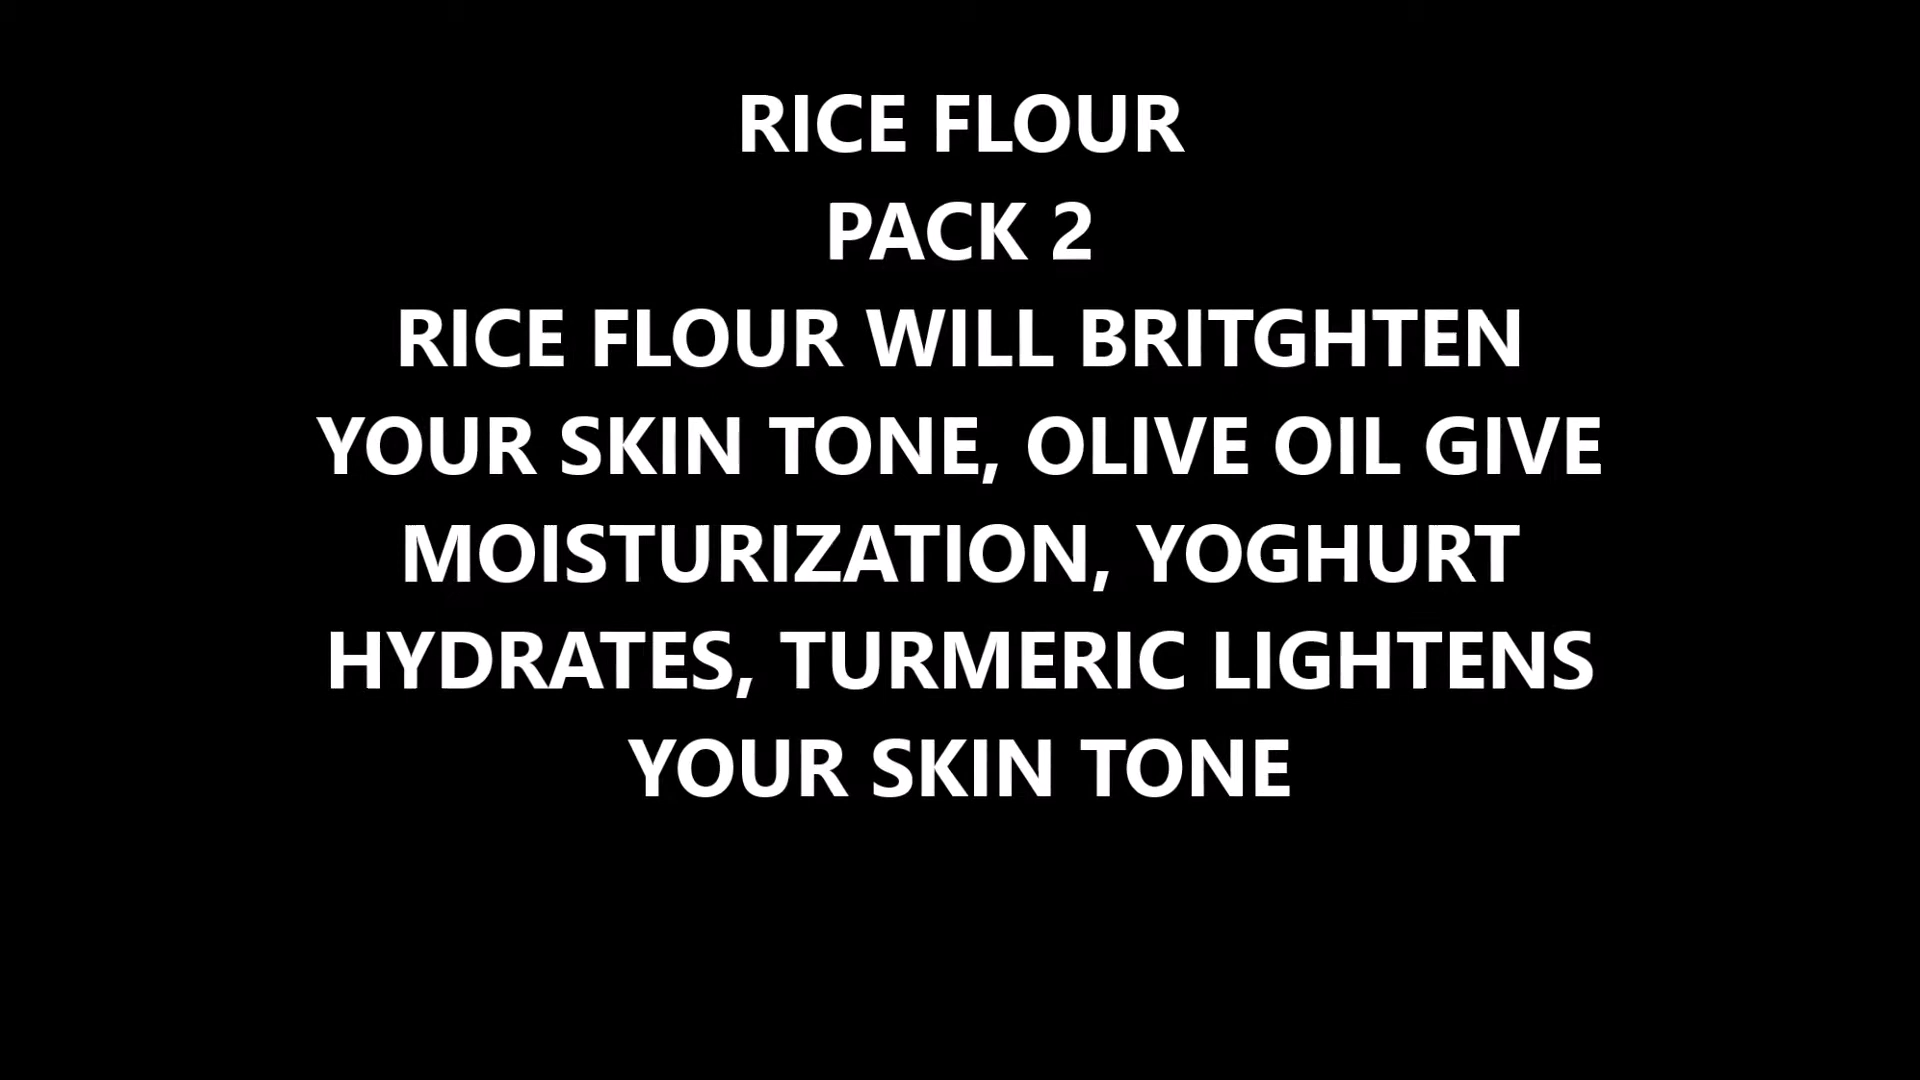 RICE FLOUR
PACK 2
RICE FLOUR WILL BRITGHTEN
YOUR SKIN TONE, OLIVE OIL GIVE
MOISTURIZATION, YOGHURT
HYDRATES, TURMERIC LIGHTENS
YOUR SKIN TONE